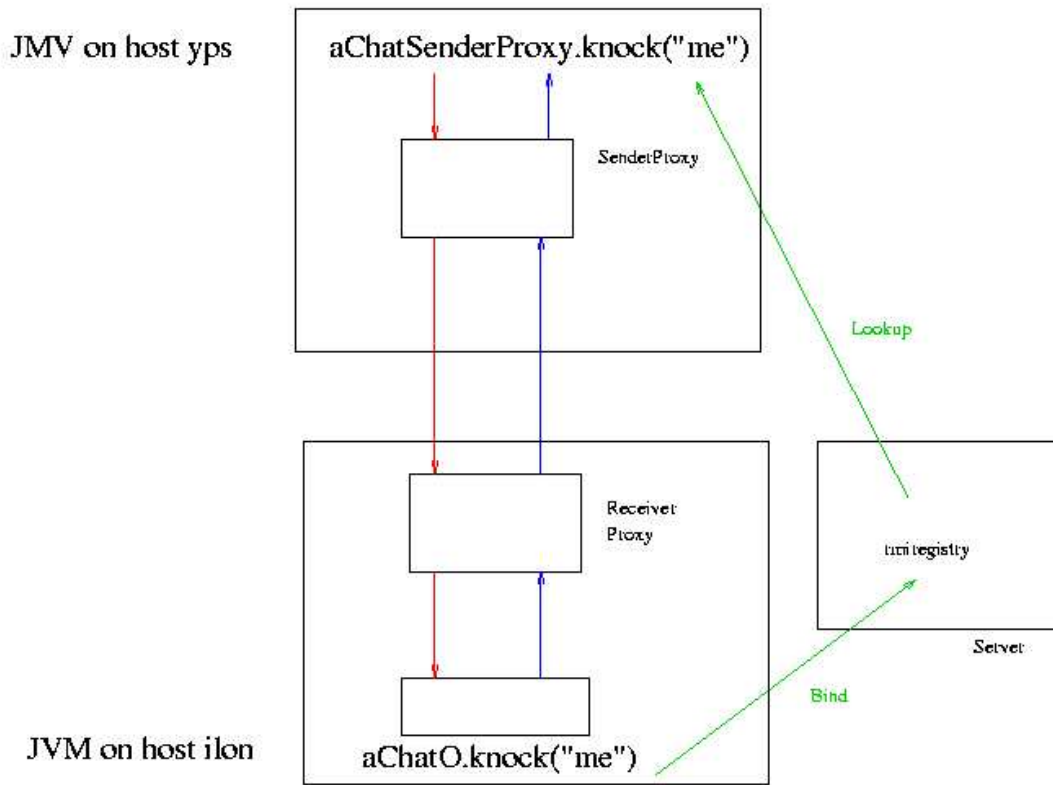 JMV on host yps
aChatSenderProxy.knock("me")
SenderProxy
Lookup
Receiver
Proxy
rmiregistry
Server
Bind
JVM on host ilon
aChatO.knock("me")